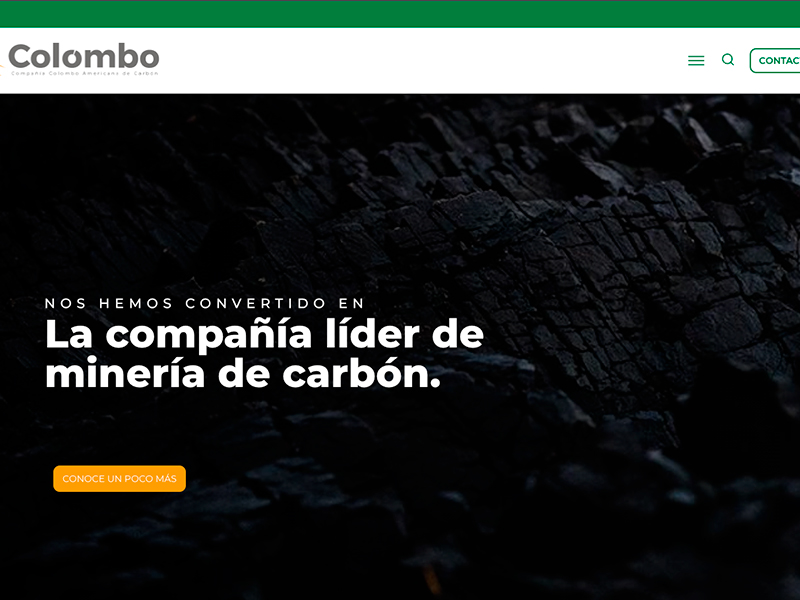 Colombo
Compañía Colombo Americana de Carbón
CONTAC
NOS HEMOS CONVERTIDO EN
La compañía líder de
minería de carbón.
CONOCE UN POCO MÁS